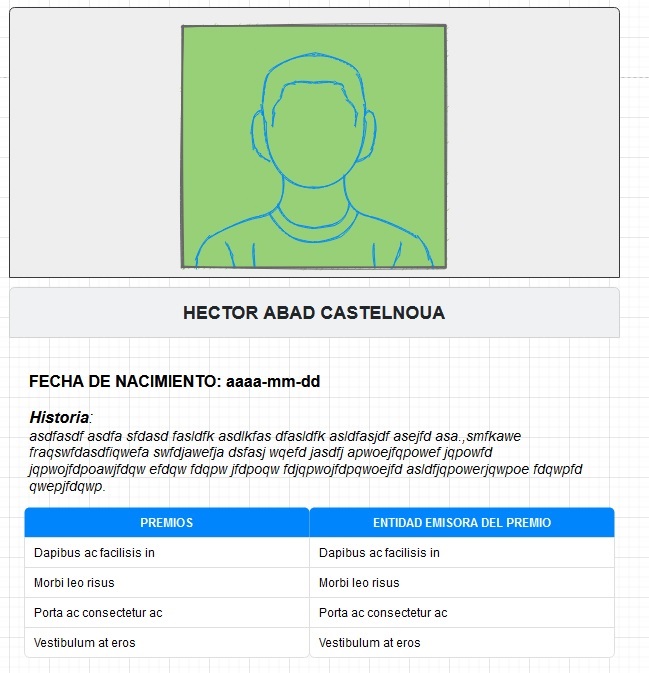 HECTOR ABAD CASTELNOUA
FECHA DE NACIMIENTO: aaaa-mm-dd
Historia:
asdfasdf asdfa sfdasd fasldfk asdlkfas dfasldfk asldfasjdf asejfd asa.,smfkawe
fraqswfdasdfiqwefa swfdjawefja dsfasj wqefd jasdfj apwoejfqpowef jqpowfd
jqpwojfdpoawjfdqw efdqw fdqpw jfdpoqw fdjqpwojfdpqwoejfd asldfjqpowerjqwpoe fdqwpfd
qwepjfdqwp.
PREMIOS ENTIDAD EMISORA DEL PREMIO
Dapibus ac facilisis in Dapibus ac facilisis in
Morbi leo risus Morbi leo risus
Porta ac consectetur ac Porta ac consectetur ac
Vestibulum at eros Vestibulum at eros